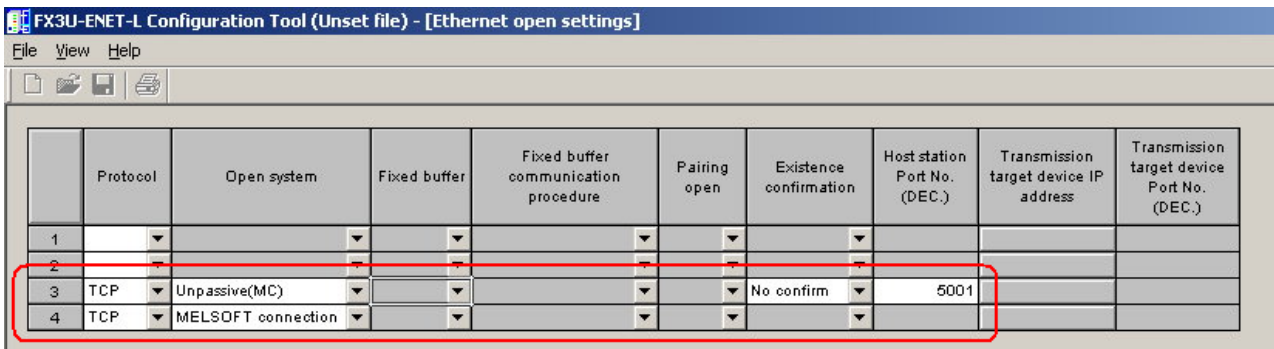 FX3U-ENET-L Configuration Tool (Unset file) - [Ethernet open settings]
File View Help
Protocol Open system Fixed buffer Fixed buffer communication procedure Pairing open Existence confirmation Host station Port No. (DEC.) Transmission target device IP address Transmission target device Port No. (DEC.)
1
2
3 TCP Unpassive(MC) No confirm 5001
4 TCP MELSOFT connection